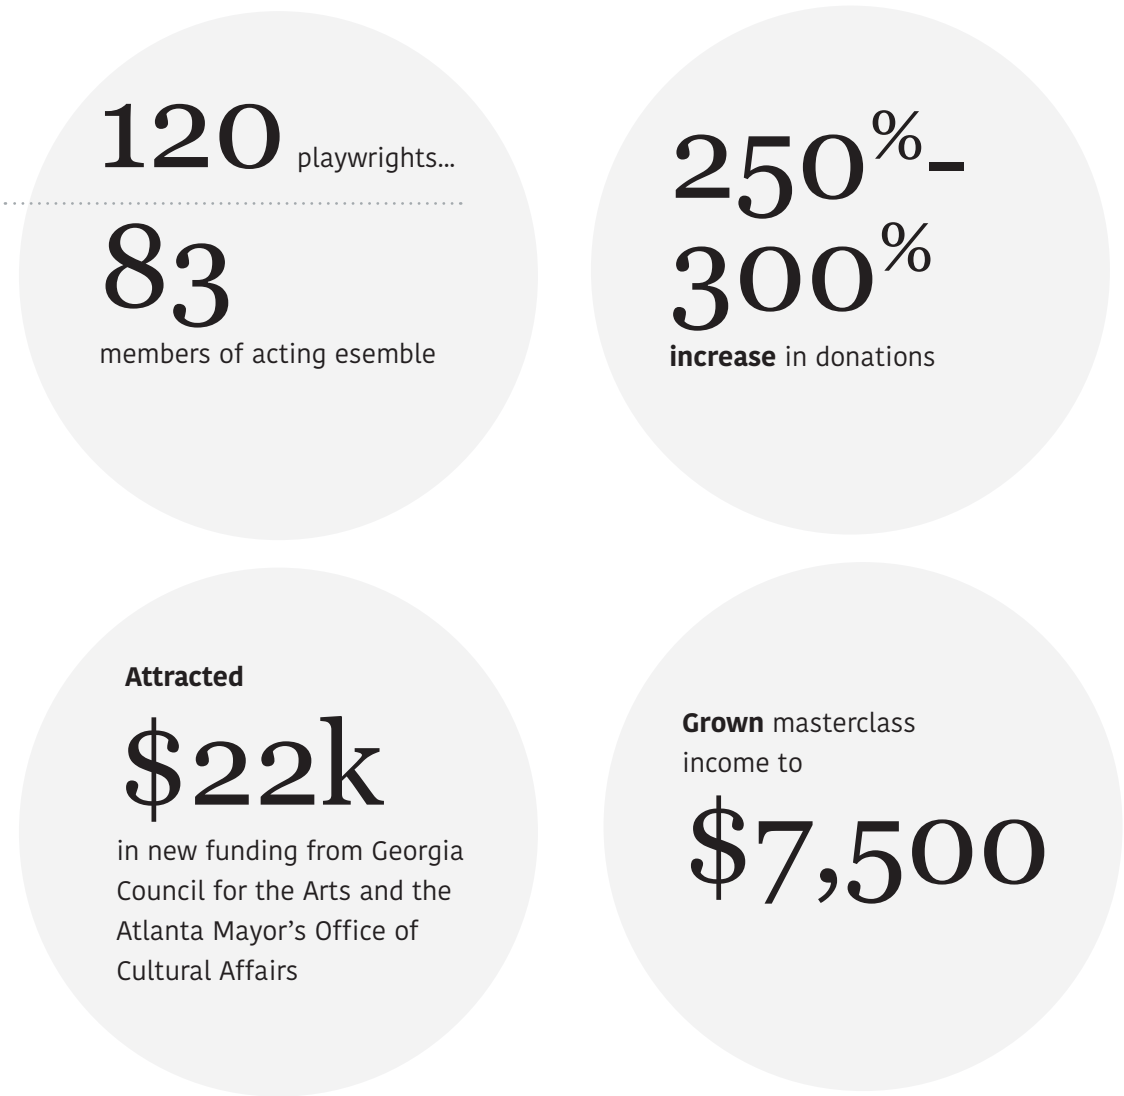 120 playwrights...
83
members of acting esemble
250%-
300%
increase in donations
Attracted
$22k
in new funding from Georgia
Council for the Arts and the
Atlanta Mayor’s Office of
Cultural Affairs
Grown masterclass
income to
$7,500